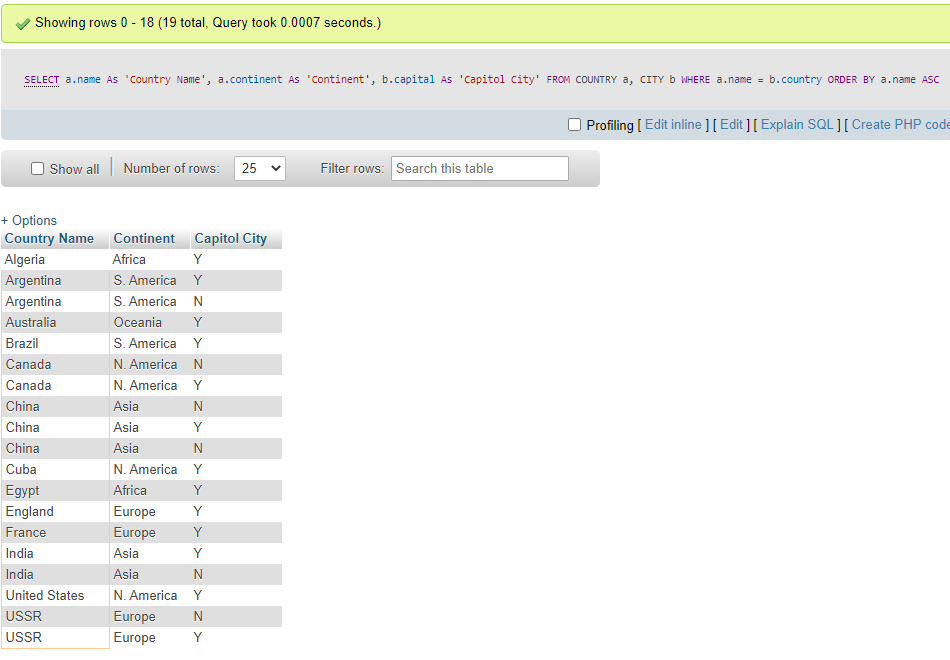 Showing rows 0 - 18 (19 total, Query took 0.0007 seconds.)
SELECT a.name As 'Country Name', a.continent As 'Continent', b.capital As 'Capitol City' FROM COUNTRY a, CITY b WHERE a.name = b.country ORDER BY a.name ASC
Profiling [ Edit inline ] [ Edit ] [ Explain SQL ] [ Create PHP code
Show all Number of rows: 25 Filter rows: Search this table
+ Options
Country Name Continent Capitol City
Algeria Africa Y
Argentina S. America Y
Argentina S. America N
Australia Oceania Y
Brazil S. America Y
Canada N. America N
Canada N. America Y
China Asia N
China Asia Y
China Asia N
Cuba N. America Y
Egypt Africa Y
England Europe Y
France Europe Y
India Asia Y
India Asia N
United States N. America Y
USSR Europe N
USSR Europe Y